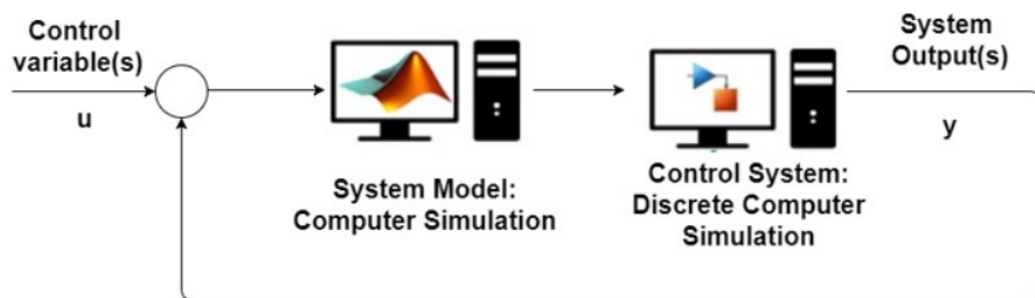 Control
variable(s)
u
System Model:
Computer Simulation
Control System:
Discrete Computer
Simulation
System
Output(s)
y